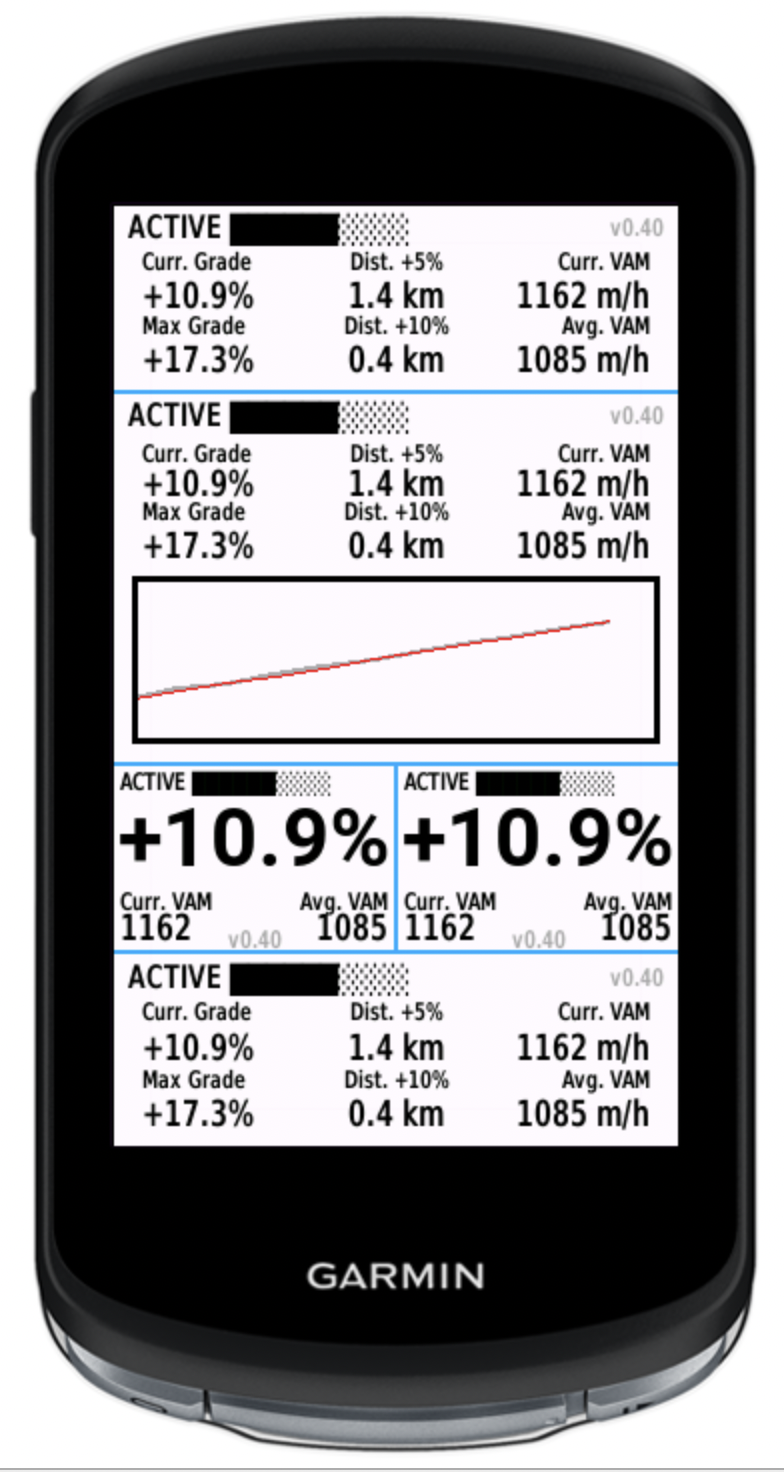 ACTIVE v0.40
Curr. Grade Dist. +5% Curr. VAM
+10.9% 1.4 km 1162 m/h
Max Grade Dist. +10% Avg. VAM
+17.3% 0.4 km 1085 m/h
ACTIVE v0.40
Curr. Grade Dist. +5% Curr. VAM
+10.9% 1.4 km 1162 m/h
Max Grade Dist. +10% Avg. VAM
+17.3% 0.4 km 1085 m/h
ACTIVE
+10.9%
Curr. VAM Avg. VAM
1162 v0.40 1085
ACTIVE
+10.9%
Curr. VAM Avg. VAM
1162 v0.40 1085
ACTIVE v0.40
Curr. Grade Dist. +5% Curr. VAM
+10.9% 1.4 km 1162 m/h
Max Grade Dist. +10% Avg. VAM
+17.3% 0.4 km 1085 m/h
GARMIN